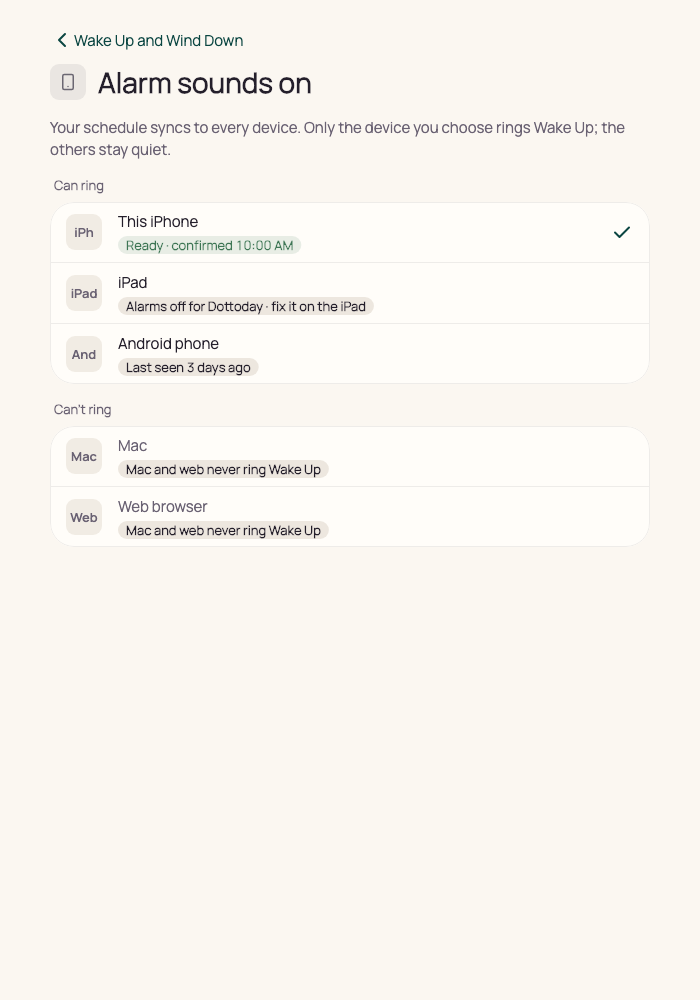 Wake Up and Wind Down
Alarm sounds on
Your schedule syncs to every device. Only the device you choose rings Wake Up; the
others stay quiet.
Can ring
iPh
This iPhone
Ready · confirmed 10:00 AM
iPad
iPad
Alarms off for Dottoday · fix it on the iPad
And
Android phone
Last seen 3 days ago
Can't ring
Mac
Mac
Mac and web never ring Wake Up
Web
Web browser
Mac and web never ring Wake Up